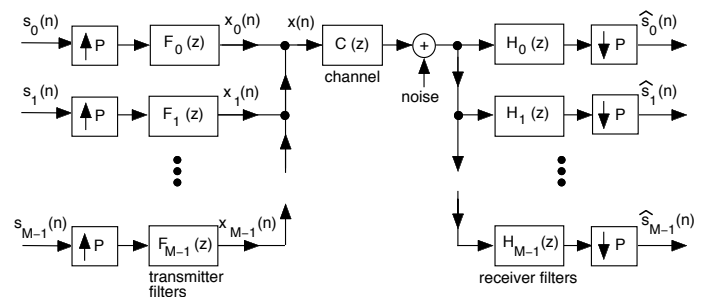 s_0(n) ↑ P F_0(z) x_0(n) x(n) C(z) + H_0(z) ↓ P ŝ_0(n)
channel
noise
s_1(n) ↑ P F_1(z) x_1(n) H_1(z) ↓ P ŝ_1(n)
s_{M−1}(n) ↑ P F_{M−1}(z) x_{M−1}(n) H_{M−1}(z) ↓ P ŝ_{M−1}(n)
transmitter
filters
receiver filters